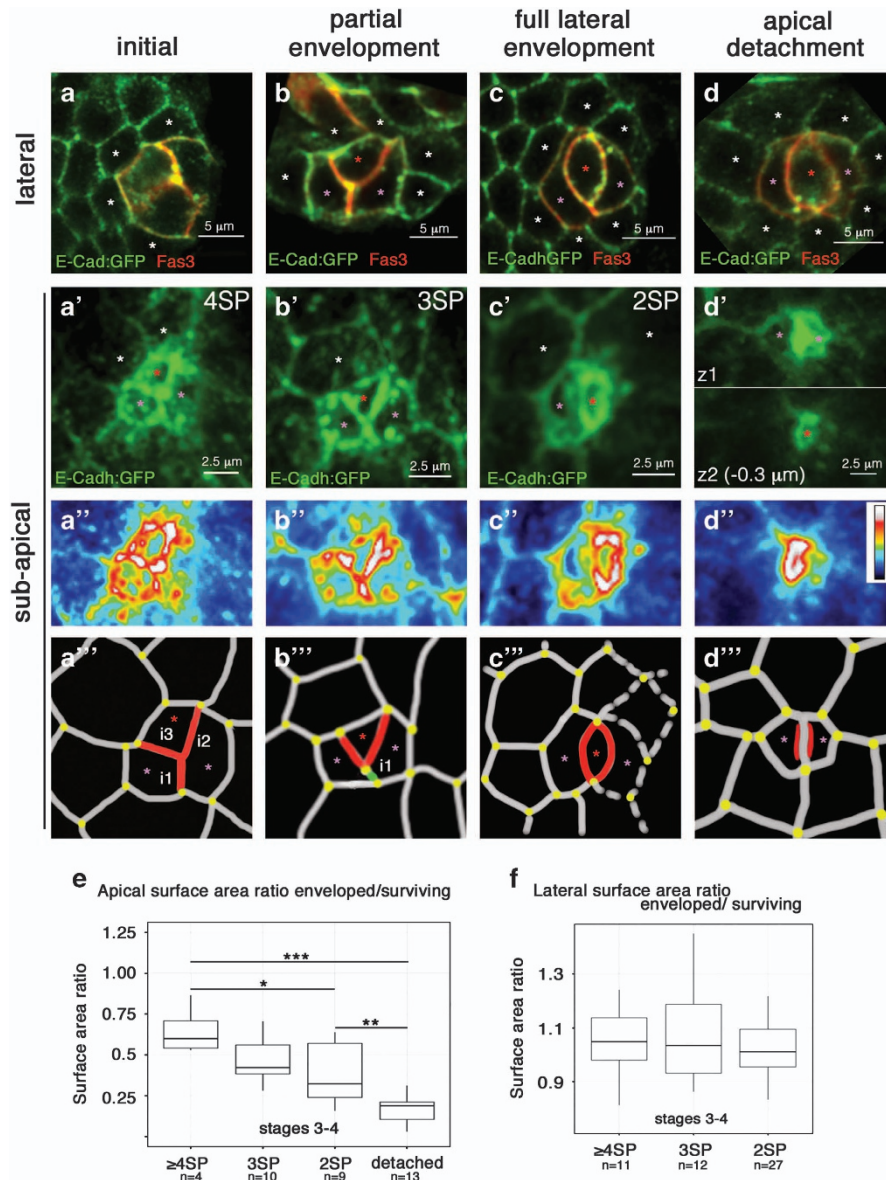 initial
partial envelopment
full lateral envelopment
apical detachment
lateral
a
E-Cad:GFP Fas3
5 µm
b
E-Cad:GFP Fas3
5 µm
c
E-CadhGFP Fas3
5 µm
d
E-CadhGFP Fas3
5 µm
sub-apical
a'
4SP
E-Cadh:GFP
2.5 µm
b'
3SP
E-Cadh:GFP
2.5 µm
c'
2SP
E-Cadh:GFP
2.5 µm
d'
z1
z2 (-0.3 µm)
2.5 µm
a''
b''
c''
d''
a'''
i3
i2
i1
b'''
i1
c'''
d'''
e
Apical surface area ratio enveloped/surviving
Surface area ratio
1.25
1.00
0.75
0.5
0.25
***
*
**
stages 3-4
≥4SP
3SP
2SP
detached
n=4
n=10
n=9
n=13
f
Lateral surface area ratio
enveloped/ surviving
Surface area ratio
1.3
1.1
0.9
stages 3-4
≥4SP
3SP
2SP
n=11
n=12
n=27